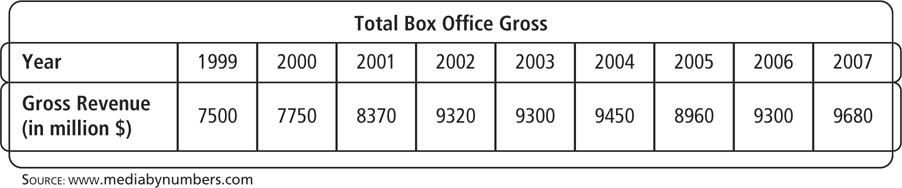 Total Box Office Gross
Year 1999 2000 2001 2002 2003 2004 2005 2006 2007
Gross Revenue
(in million $) 7500 7750 8370 9320 9300 9450 8960 9300 9680
SOURCE: www.mediabynumbers.com